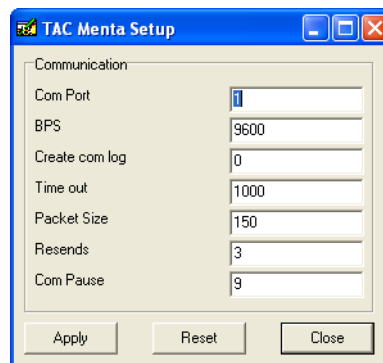 TAC Menta Setup
Communication
Com Port 1
BPS 9600
Create com log 0
Time out 1000
Packet Size 150
Resends 3
Com Pause 9
Apply Reset Close